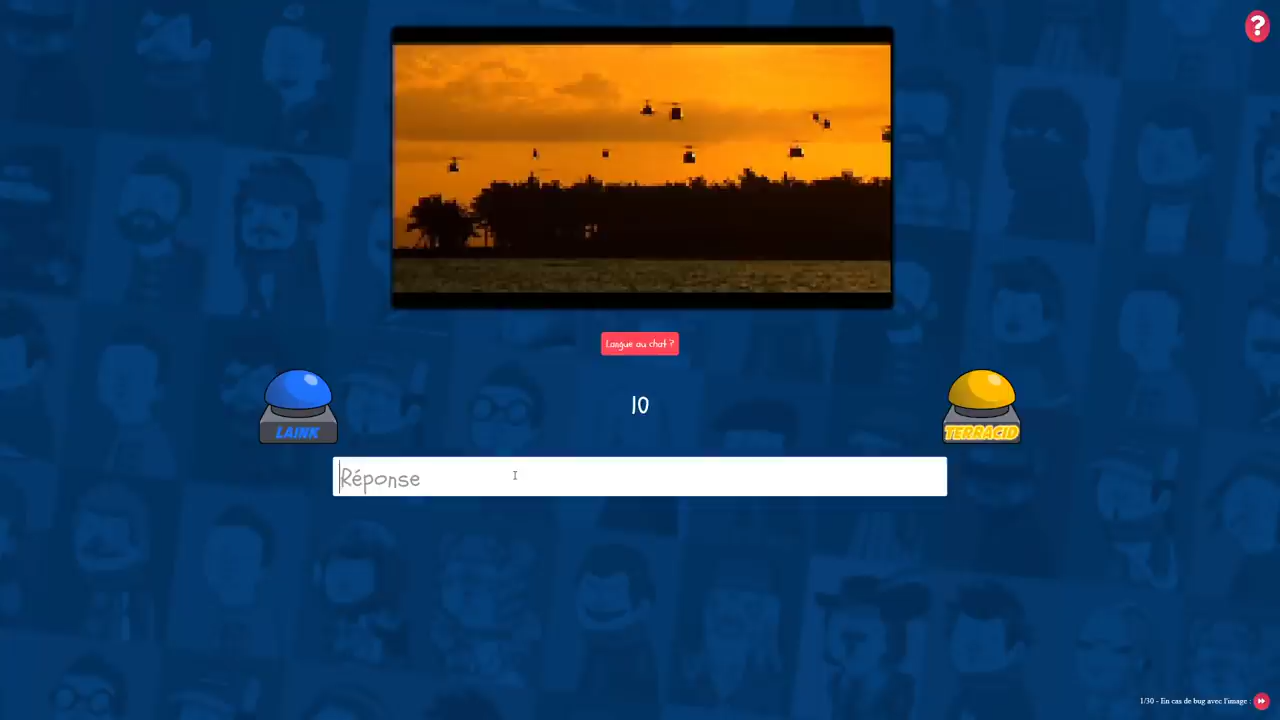 ?
Langue au chat ?
10
LAINK
TERRACID
Réponse
1/30 - En cas de bug avec l'image :